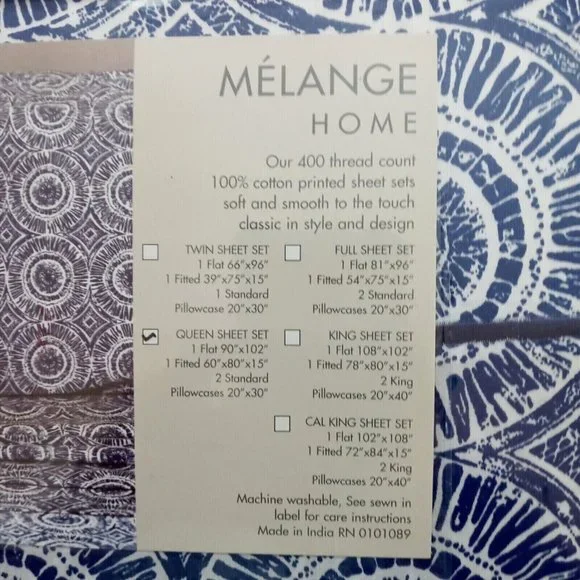 MÉLANGE
HOME
Our 400 thread count
100% cotton printed sheet sets
soft and smooth to the touch
classic in style and design
TWIN SHEET SET
1 Flat 66"x96"
1 Fitted 39"x75"x15"
1 Standard
Pillowcase 20"x30"
FULL SHEET SET
1 Flat 81"x96"
1 Fitted 54"x75"x15"
2 Standard
Pillowcases 20"x30"
QUEEN SHEET SET
1 Flat 90"x102"
1 Fitted 60"x80"x15"
2 Standard
Pillowcases 20"x30"
KING SHEET SET
1 Flat 108"x102"
1 Fitted 78"x80"x15"
2 King
Pillowcases 20"x40"
CAL KING SHEET SET
1 Flat 102"x108"
1 Fitted 72"x84"x15"
2 King
Pillowcases 20"x40"
Machine washable, See sewn in
label for care instructions
Made in India RN 0101089